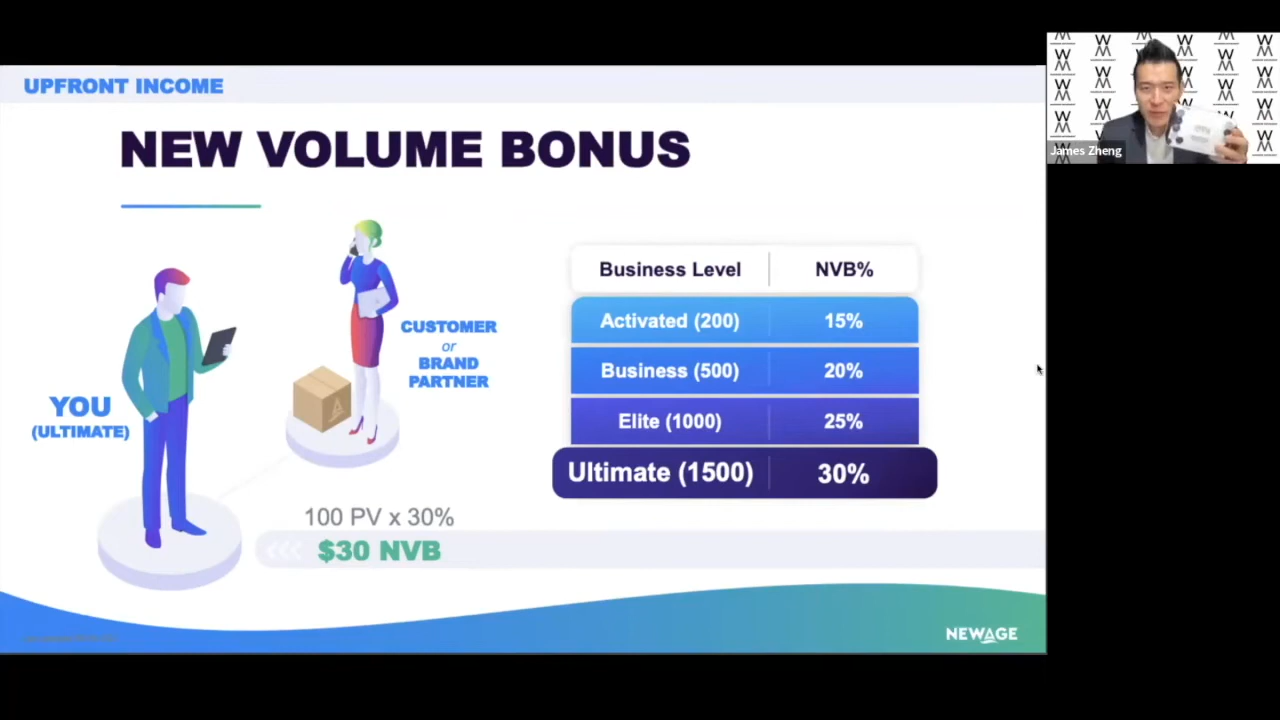 UPFRONT INCOME
NEW VOLUME BONUS
YOU
(ULTIMATE)
CUSTOMER
or
BRAND
PARTNER
100 PV x 30%
$30 NVB
Business Level NVB%
Activated (200) 15%
Business (500) 20%
Elite (1000) 25%
Ultimate (1500) 30%
NEWAGE
James Zheng